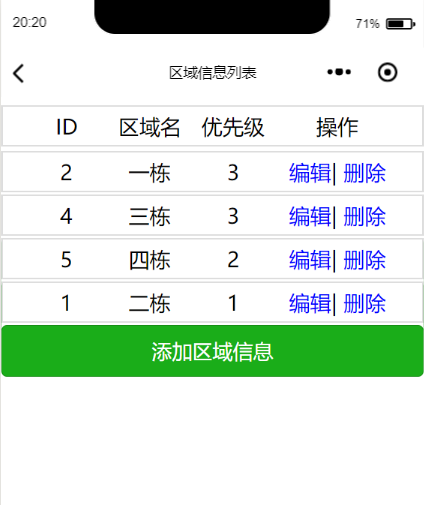 20:20 71%
区域信息列表
ID 区域名 优先级 操作
2 一栋 3 编辑| 删除
4 三栋 3 编辑| 删除
5 四栋 2 编辑| 删除
1 二栋 1 编辑| 删除
添加区域信息